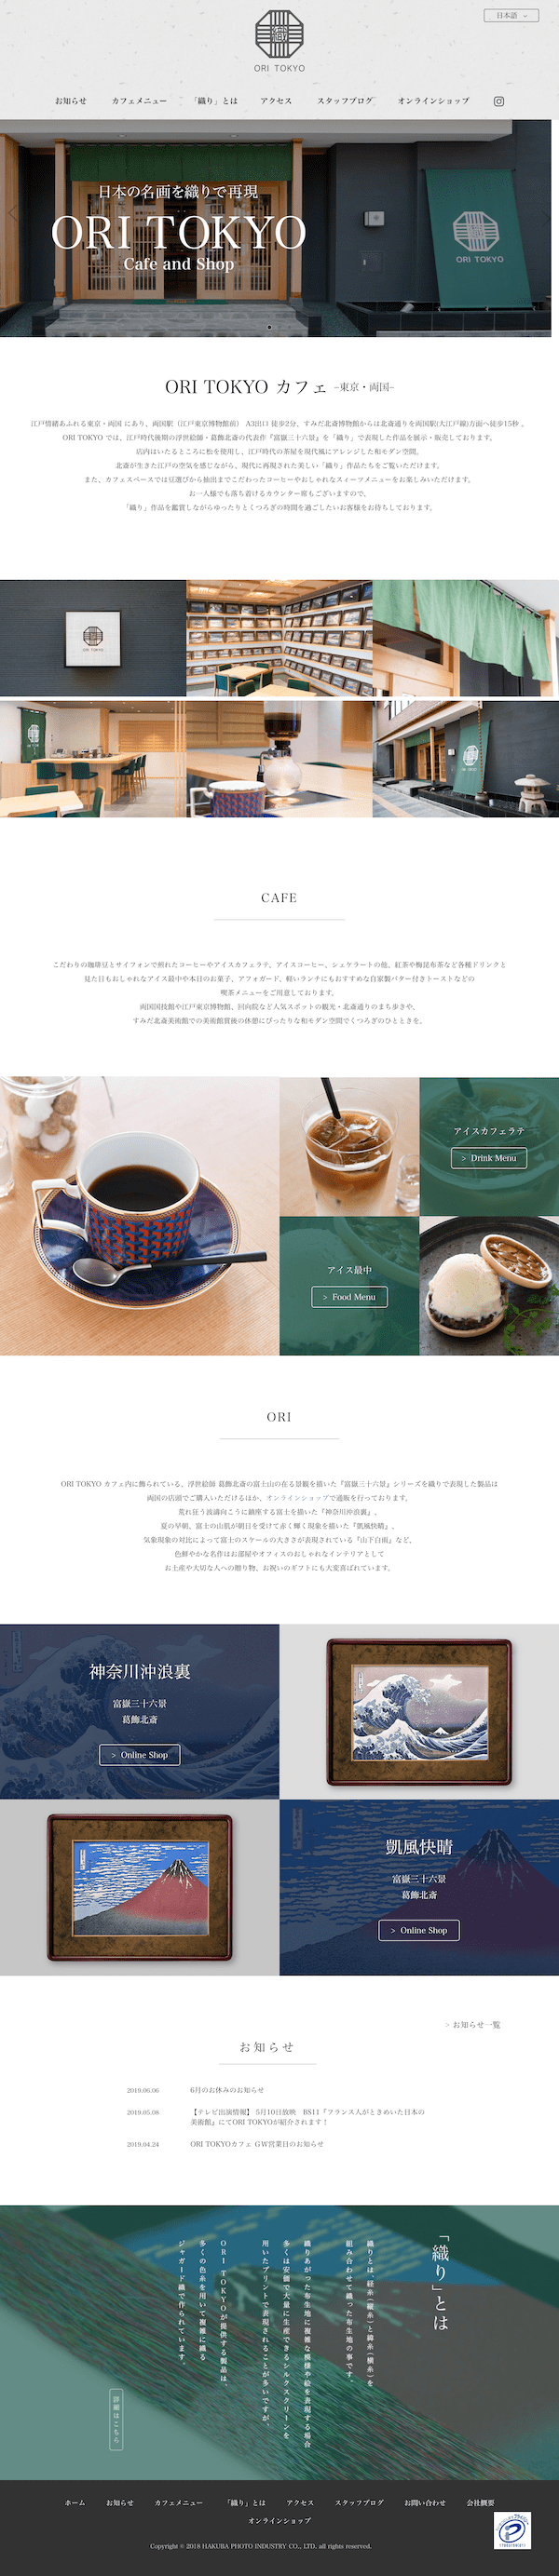 日本語
織
ORI TOKYO
お知らせ カフェメニュー 「織り」とは アクセス スタッフブログ オンラインショップ
日本の名画を織りで再現
ORI TOKYO
Cafe and Shop
ORI TOKYO
ORI TOKYO カフェ –東京・両国–
江戸情緒あふれる東京・両国 にあり、両国駅（江戸東京博物館前） A3出口 徒歩2分、すみだ北斎博物館からは北斎通りを両国駅(大江戸線)方面へ徒歩15秒 。
ORI TOKYO では、江戸時代後期の浮世絵師・葛飾北斎の代表作『富嶽三十六景』を「織り」で表現した作品を展示・販売しております。
店内はいたるところに松を使用し、江戸時代の茶屋を現代風にアレンジした和モダン空間。
北斎が生きた江戸の空気を感じながら、現代に再現された美しい「織り」作品たちをご覧いただけます。
また、カフェスペースでは豆選びから抽出までこだわったコーヒーやおしゃれなスィーツメニューをお楽しみいただけます。
お一人様でも落ち着けるカウンター席もございますので、
「織り」作品を鑑賞しながらゆったりとくつろぎの時間を過ごしたいお客様をお待ちしております。
CAFE
こだわりの珈琲豆とサイフォンで煎れたコーヒーやアイスカフェラテ、アイスコーヒー、シェケラートの他、紅茶や梅昆布茶など各種ドリンクと
見た目もおしゃれなアイス最中や本日のお菓子、アフォガード、軽いランチにもおすすめな自家製バター付きトーストなどの
喫茶メニューをご用意しております。
両国国技館や江戸東京博物館、回向院など人気スポットの観光・北斎通りのまち歩きや、
すみだ北斎美術館での美術館賞後の休憩にぴったりな和モダン空間でくつろぎのひとときを。
アイスカフェラテ
> Drink Menu
アイス最中
> Food Menu
ORI
ORI TOKYO カフェ内に飾られている、浮世絵師 葛飾北斎の富士山の在る景観を描いた『富嶽三十六景』シリーズを織りで表現した製品は
両国の店頭でご購入いただけるほか、オンラインショップで通販を行っております。
荒れ狂う波濤向こうに鎮座する富士を描いた『神奈川沖浪裏』、
夏の早朝、富士の山肌が朝日を受けて赤く輝く現象を描いた『凱風快晴』、
気象現象の対比によって富士のスケールの大きさが表現されている『山下白雨』など、
色鮮やかな名作はお部屋やオフィスのおしゃれなインテリアとして
お土産や大切な人への贈り物、お祝いのギフトにも大変喜ばれています。
神奈川沖浪裏
富嶽三十六景
葛飾北斎
> Online Shop
凱風快晴
富嶽三十六景
葛飾北斎
> Online Shop
> お知らせ一覧
お知らせ
2019.06.06 6月のお休みのお知らせ
2019.05.08 【テレビ出演情報】 5月10日放映 BS11『フランス人がときめいた日本の
美術館』にてORI TOKYOが紹介されます！
2019.04.24 ORI TOKYOカフェ GW営業日のお知らせ
「織り」とは
織りとは、経糸(縦糸)と緯糸(横糸)を
組み合わせて織った布生地の事です。
織りあがった布生地に複雑な模様や絵を表現する場合
多くは安価で大量に生産できるシルクスクリーンを
用いたプリントで表現されることが多いですが、
ORI TOKYOが提供する製品は、
多くの色糸を用いて複雑に織る
ジャガード織で作られています。
詳細はこちら
ホーム お知らせ カフェメニュー 「織り」とは アクセス スタッフブログ お問い合わせ 会社概要
オンラインショップ
Copyright © 2018 HAKUBA PHOTO INDUSTRY CO., LTD. all rights reserved.